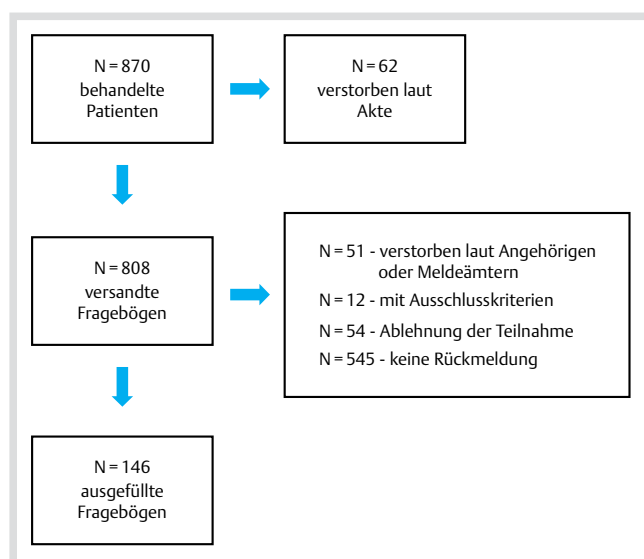 N = 870
behandelte
Patienten
N = 62
verstorben laut
Akte
N = 808
versandte
Fragebögen
N = 51 - verstorben laut Angehörigen
oder Meldeämtern
N = 12 - mit Ausschlusskriterien
N = 54 - Ablehnung der Teilnahme
N = 545 - keine Rückmeldung
N = 146
ausgefüllte
Fragebögen